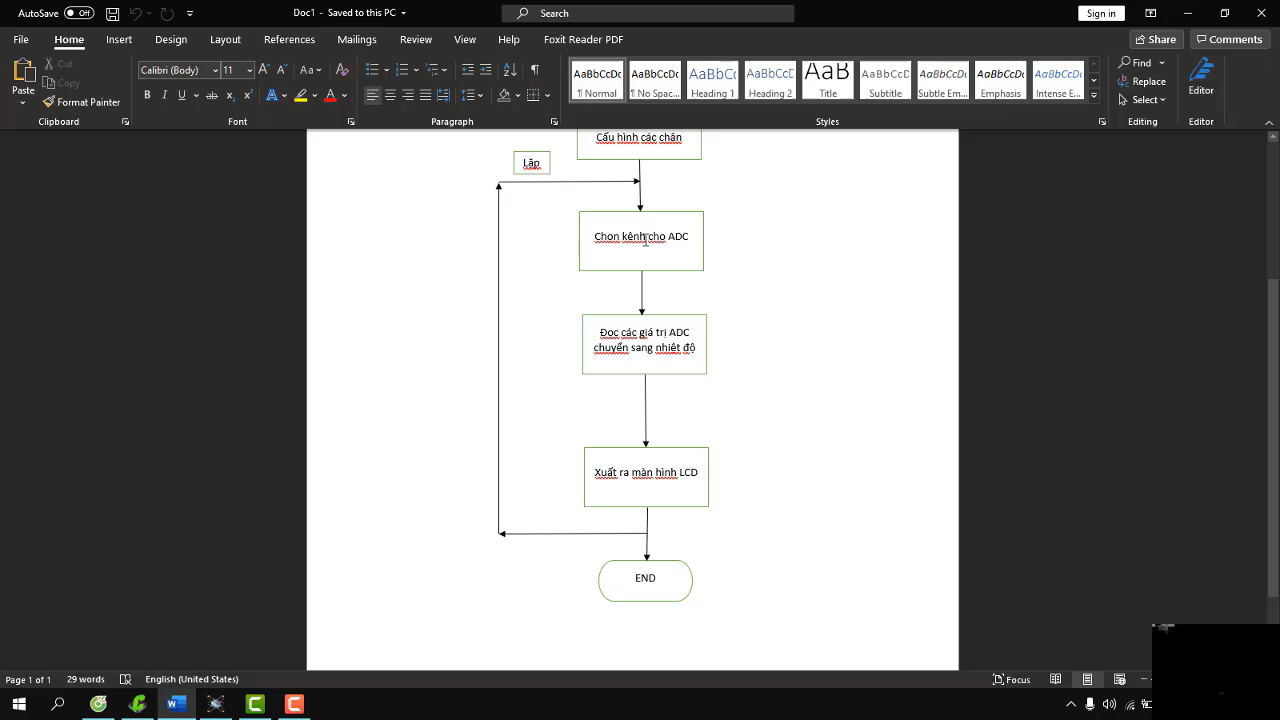 AutoSave
Off
Doc1 - Saved to this PC
Search
Sign in
File
Home
Insert
Design
Layout
References
Mailings
Review
View
Help
Foxit Reader PDF
Share
Comments
Paste
Cut
Copy
Format Painter
Clipboard
Calibri (Body)
11
Font
Paragraph
AaBbCcDc
¶ Normal
AaBbCcDc
¶ No Spac...
AaBbCc
Heading 1
AaBbCcD
Heading 2
AaB
Title
AaBbCcD
Subtitle
AaBbCcDc
Subtle Em...
AaBbCcDc
Emphasis
AaBbCcDc
Intense E...
Styles
Find
Replace
Select
Editing
Editor
Editor
Cấu hình các chân
Lặp
Chọn kênh cho ADC
Đọc các giá trị ADC
chuyển sang nhiệt độ
Xuất ra màn hình LCD
END
Page 1 of 1
29 words
English (United States)
Focus